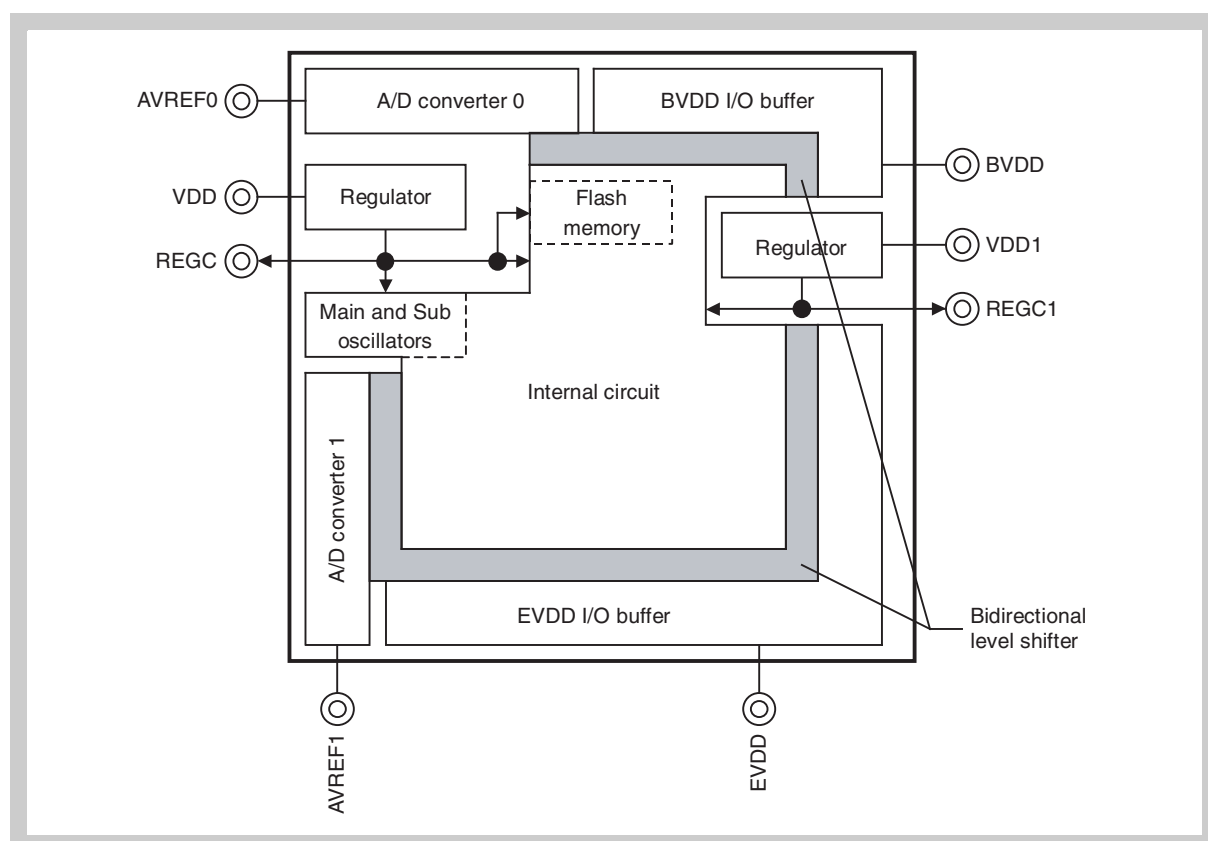 AVREF0
A/D converter 0
BVDD I/O buffer
BVDD
VDD
Regulator
Flash
memory
REGC
Regulator
VDD1
REGC1
Main and Sub
oscillators
Internal circuit
A/D converter 1
EVDD I/O buffer
Bidirectional
level shifter
AVREF1
EVDD